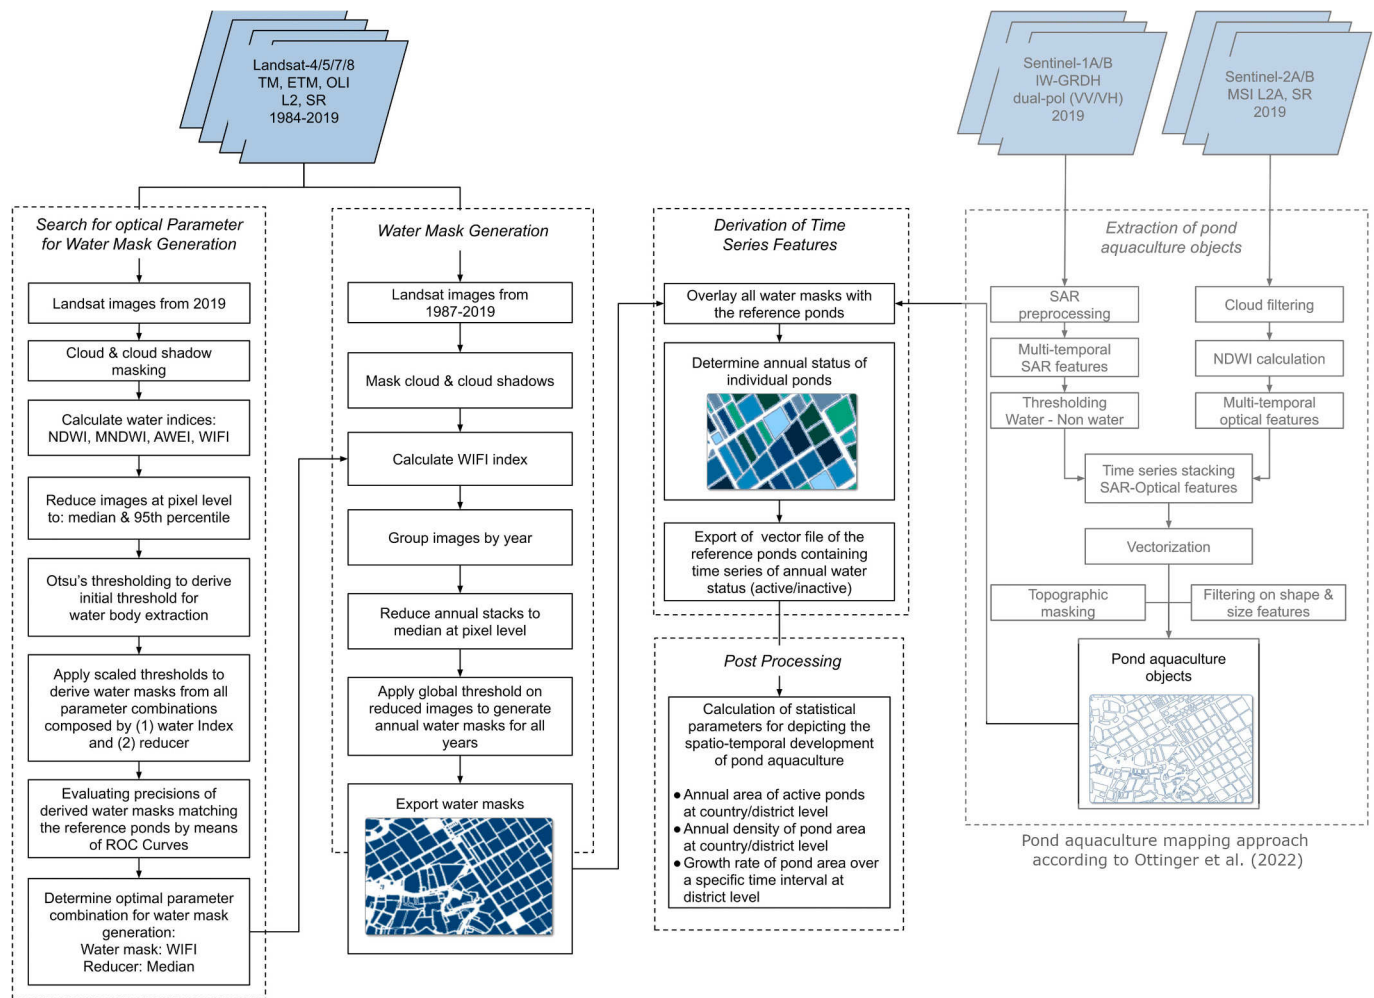 Landsat-4/5/7/8
TM, ETM, OLI
L2, SR
1984-2019
Sentinel-1A/B
IW-GRDH
dual-pol (VV/VH)
2019
Sentinel-2A/B
MSI L2A, SR
2019
Search for optical Parameter
for Water Mask Generation
Landsat images from 2019
Cloud & cloud shadow
masking
Calculate water indices:
NDWI, MNDWI, AWEI, WIFI
Reduce images at pixel level
to: median & 95th percentile
Otsu's thresholding to derive
initial threshold for
water body extraction
Apply scaled thresholds to
derive water masks from all
parameter combinations
composed by (1) water Index
and (2) reducer
Evaluating precisions of
derived water masks matching
the reference ponds by means
of ROC Curves
Determine optimal parameter
combination for water mask
generation:
Water mask: WIFI
Reducer: Median
Water Mask Generation
Landsat images from
1987-2019
Mask cloud & cloud shadows
Calculate WIFI index
Group images by year
Reduce annual stacks to
median at pixel level
Apply global threshold on
reduced images to generate
annual water masks for all
years
Export water masks
Derivation of Time
Series Features
Overlay all water masks with
the reference ponds
Determine annual status of
individual ponds
Export of vector file of the
reference ponds containing
time series of annual water
status (active/inactive)
Post Processing
Calculation of statistical
parameters for depicting the
spatio-temporal development
of pond aquaculture
● Annual area of active ponds
at country/district level
● Annual density of pond area
at country/district level
● Growth rate of pond area over
a specific time interval at
district level
Extraction of pond
aquaculture objects
SAR
preprocessing
Multi-temporal
SAR features
Thresholding
Water - Non water
Cloud filtering
NDWI calculation
Multi-temporal
optical features
Time series stacking
SAR-Optical features
Vectorization
Topographic
masking
Filtering on shape &
size features
Pond aquaculture
objects
Pond aquaculture mapping approach
according to Ottinger et al. (2022)